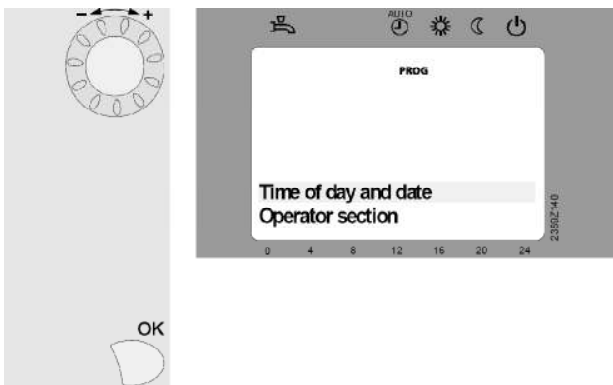 - +
AUTO
PROG
Time of day and date
Operator section
2359Z140
0 4 8 12 16 20 24
OK